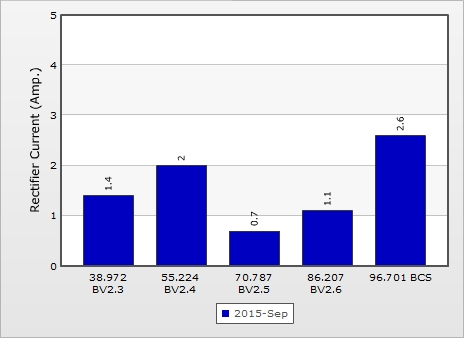 Rectifier Current (Amp.)
5
4
3
2
1
0
1.4
2
0.7
1.1
2.6
38.972
BV2.3
55.224
BV2.4
70.787
BV2.5
86.207
BV2.6
96.701 BCS
2015-Sep